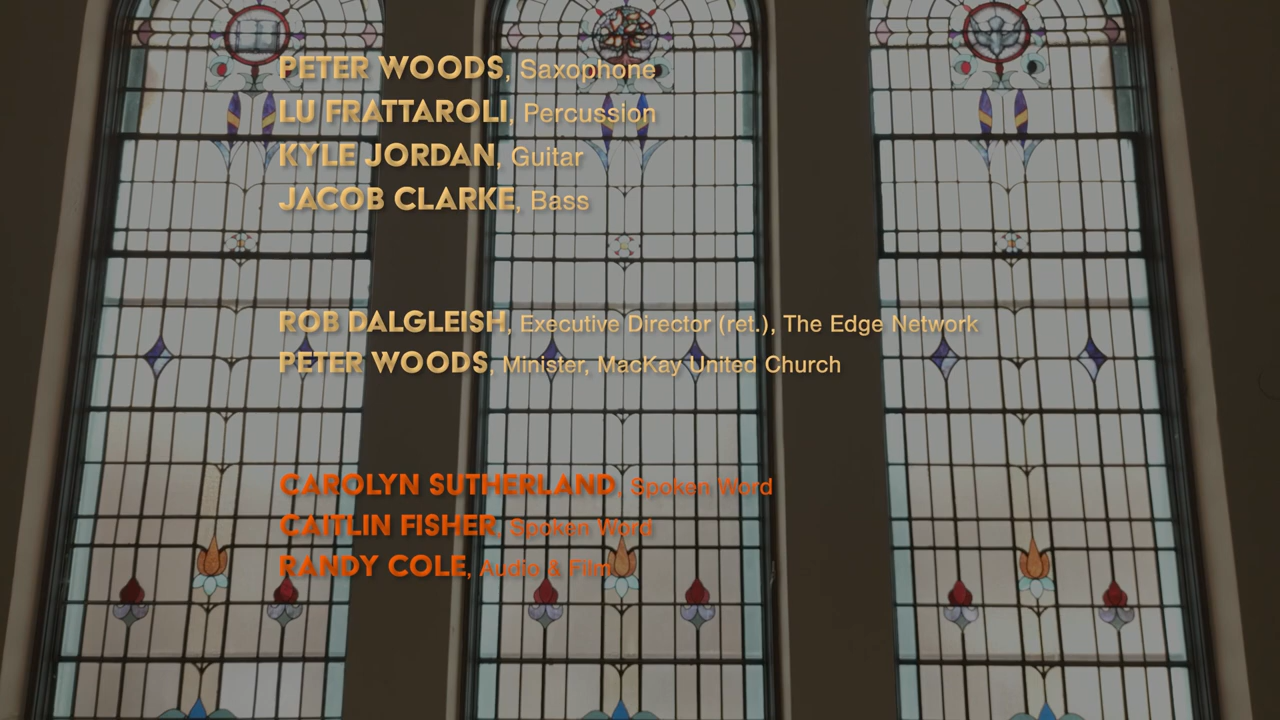 PETER WOODS, Saxophone
LU FRATTAROLI, Percussion
KYLE JORDAN, Guitar
JACOB CLARKE, Bass
ROB DALGLEISH, Executive Director (ret.), The Edge Network
PETER WOODS, Minister, MacKay United Church
CAROLYN SUTHERLAND, Spoken Word
CAITLIN FISHER, Spoken Word
RANDY COLE, Audio & Film